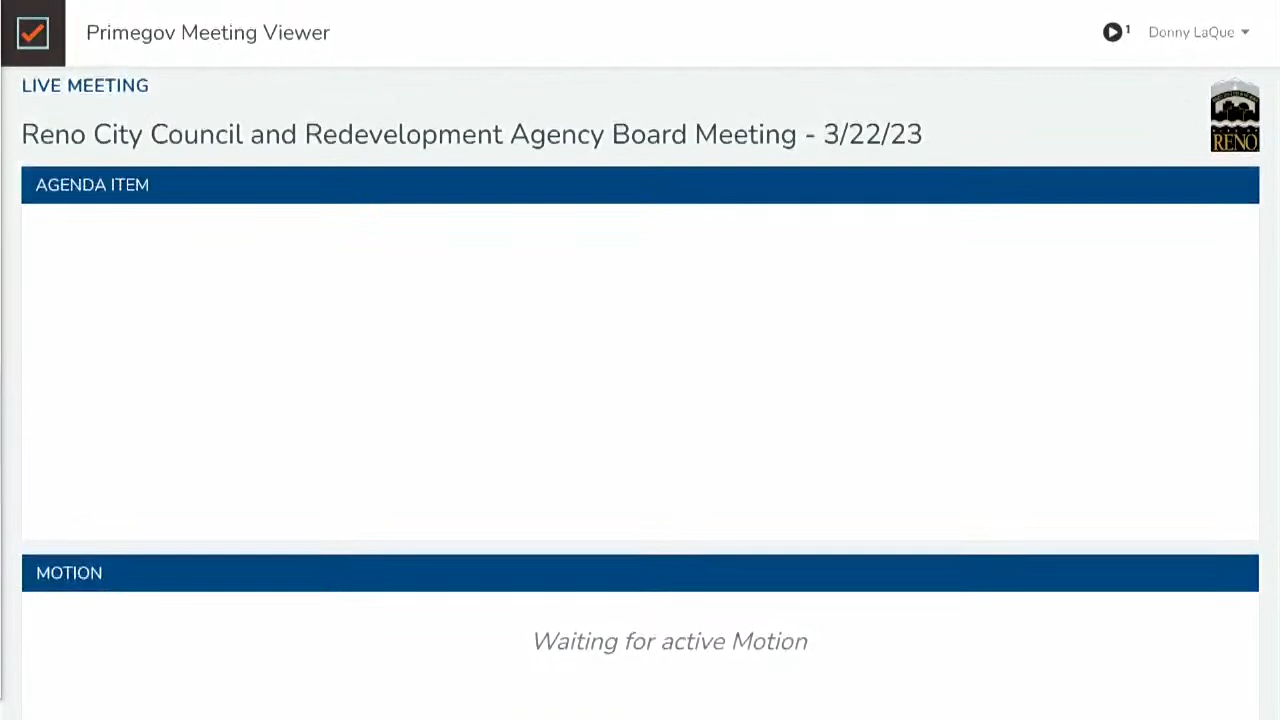 Primegov Meeting Viewer
1
Donny LaQue
LIVE MEETING
Reno City Council and Redevelopment Agency Board Meeting - 3/22/23
RENO
AGENDA ITEM
MOTION
Waiting for active Motion